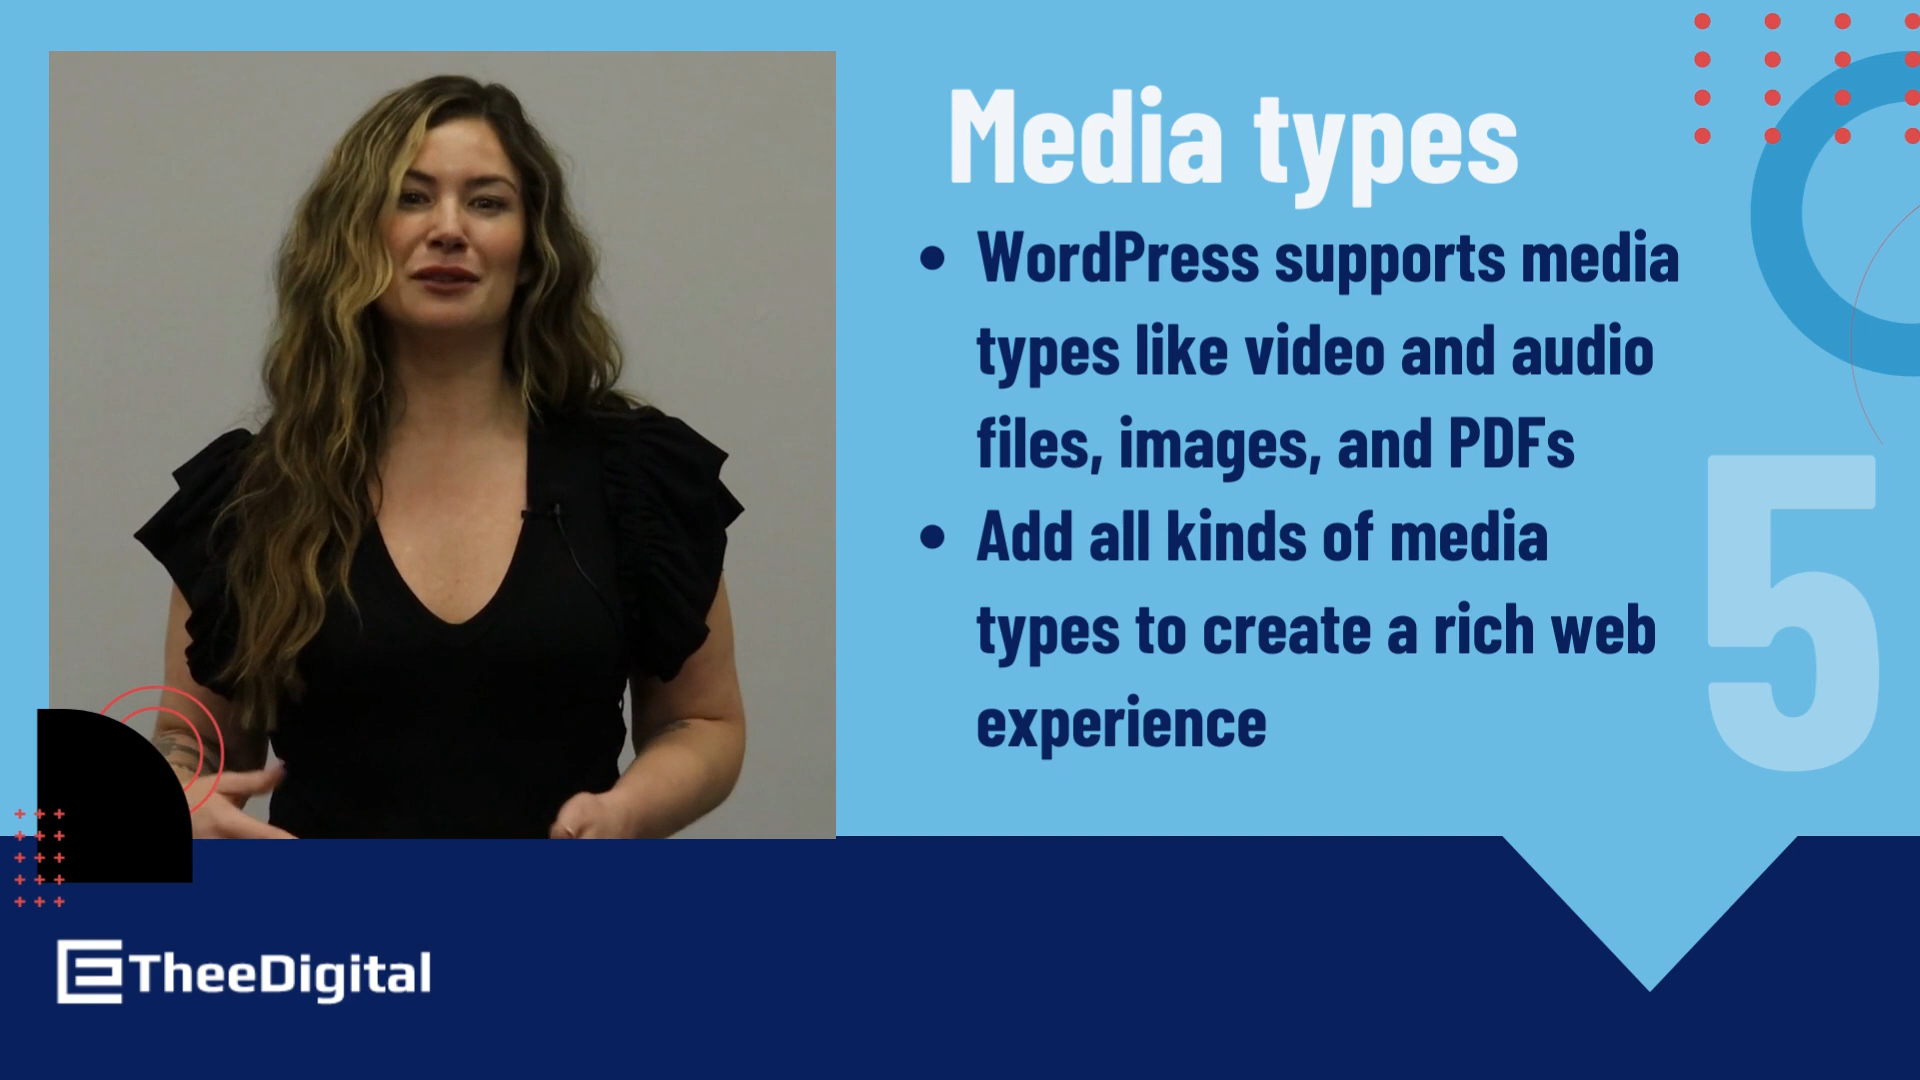 Media types
• WordPress supports media
types like video and audio
files, images, and PDFs
• Add all kinds of media
types to create a rich web
experience
5
TheeDigital